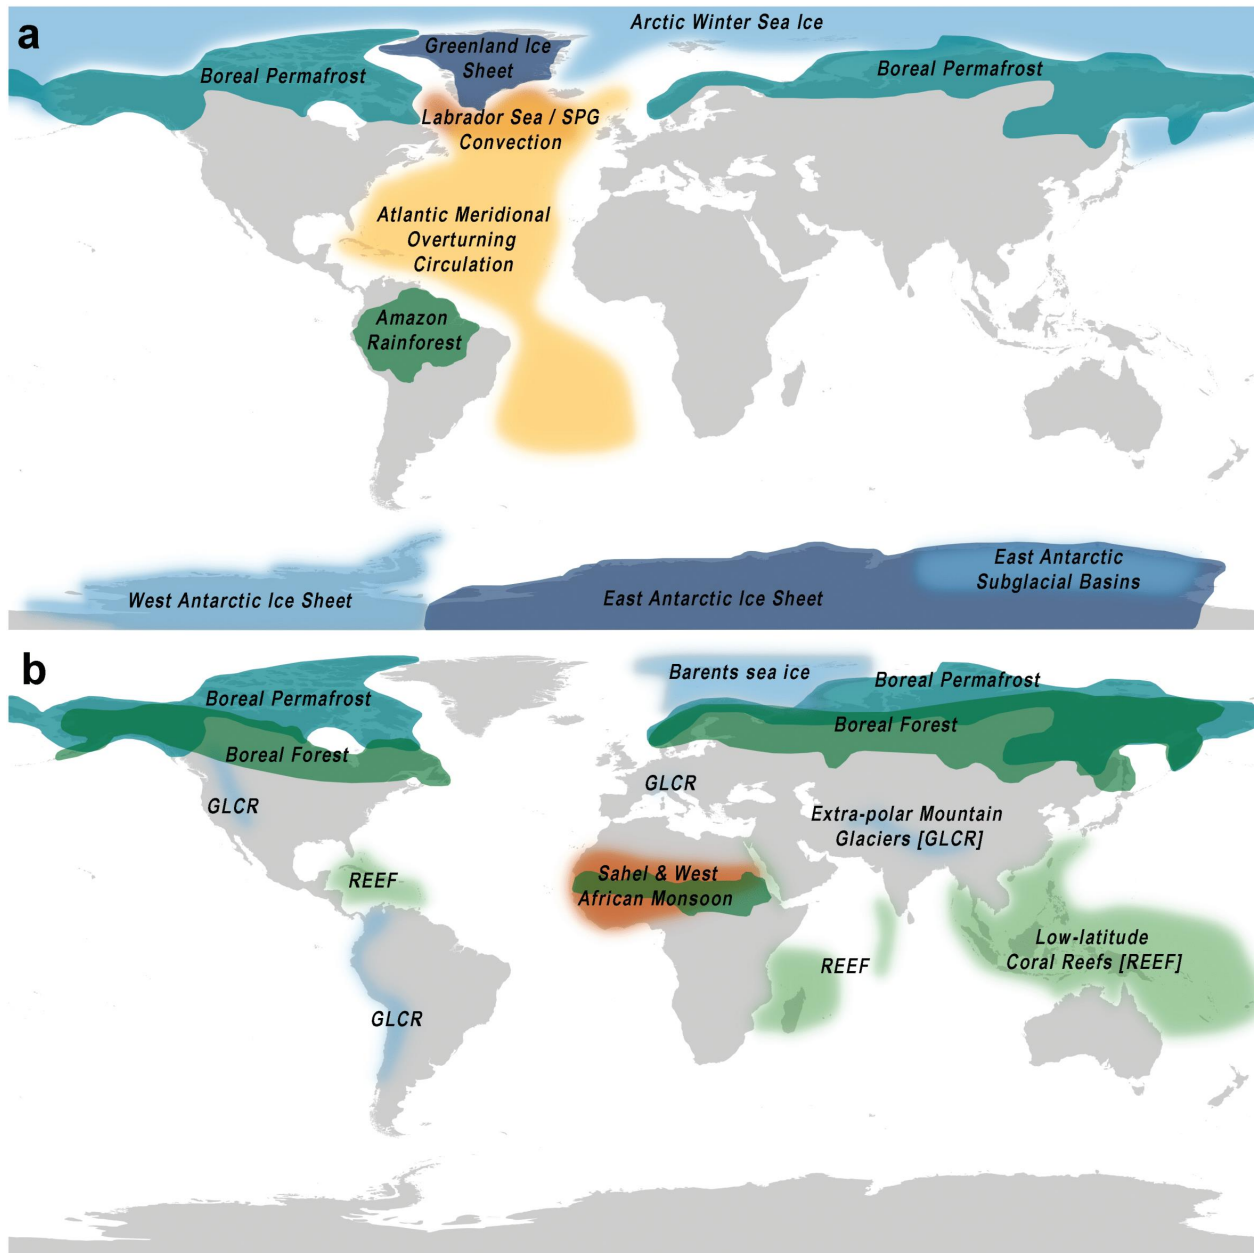 a
Arctic Winter Sea Ice
Greenland Ice
Sheet
Boreal Permafrost
Boreal Permafrost
Labrador Sea / SPG
Convection
Atlantic Meridional
Overturning
Circulation
Amazon
Rainforest
West Antarctic Ice Sheet
East Antarctic Ice Sheet
East Antarctic
Subglacial Basins
b
Barents sea ice
Boreal Permafrost
Boreal Permafrost
Boreal Forest
Boreal Forest
GLCR
GLCR
Extra-polar Mountain
Glaciers [GLCR]
REEF
Sahel & West
African Monsoon
REEF
Low-latitude
Coral Reefs [REEF]
GLCR